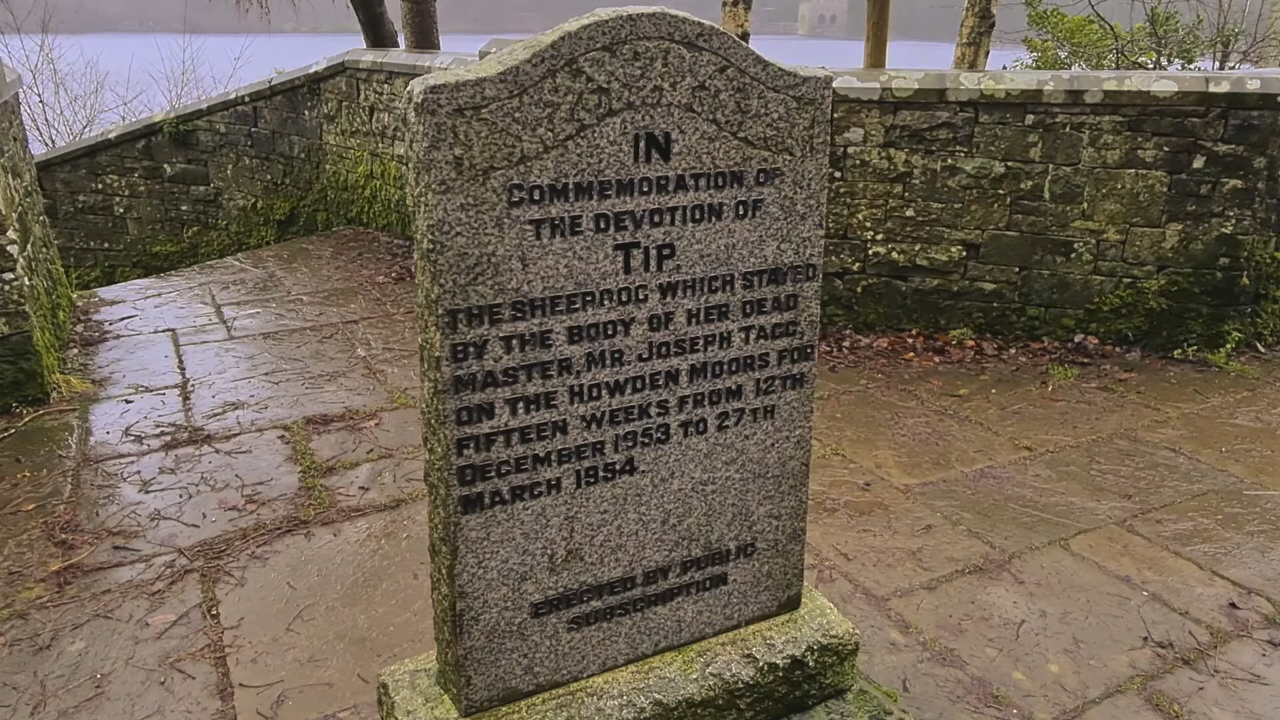 IN
COMMEMORATION OF
THE DEVOTION OF
TIP
THE SHEEPDOG WHICH STAYED
BY THE BODY OF HER DEAD
MASTER, MR. JOSEPH TAGG,
ON THE HOWDEN MOORS FOR
FIFTEEN WEEKS FROM 12TH
DECEMBER 1953 TO 27TH
MARCH 1954.
ERECTED BY PUBLIC
SUBSCRIPTION